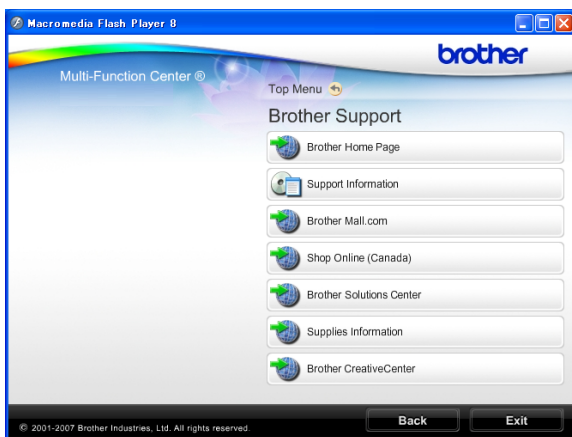 Macromedia Flash Player 8
brother
Multi-Function Center ®
Top Menu
Brother Support
Brother Home Page
Support Information
Brother Mall.com
Shop Online (Canada)
Brother Solutions Center
Supplies Information
Brother CreativeCenter
© 2001-2007 Brother Industries, Ltd. All rights reserved.
Back
Exit